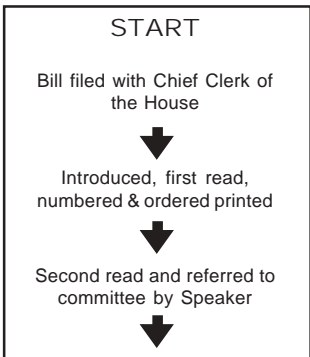 START
Bill filed with Chief Clerk of
the House
Introduced, first read,
numbered & ordered printed
Second read and referred to
committee by Speaker